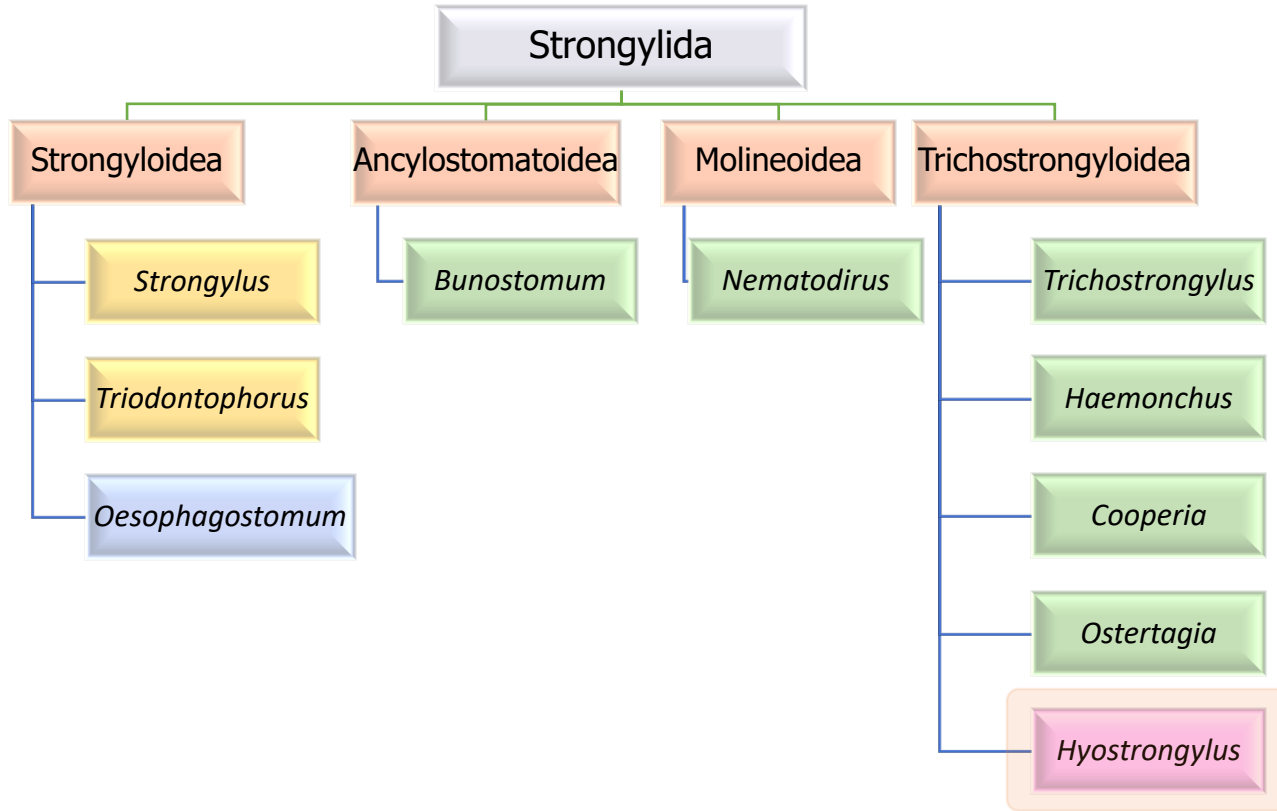 Strongylida
Strongyloidea
Ancylostomatoidea
Molineoidea
Trichostrongyloidea
Strongylus
Bunostomum
Nematodirus
Trichostrongylus
Triodontophorus
Haemonchus
Oesophagostomum
Cooperia
Ostertagia
Hyostrongylus